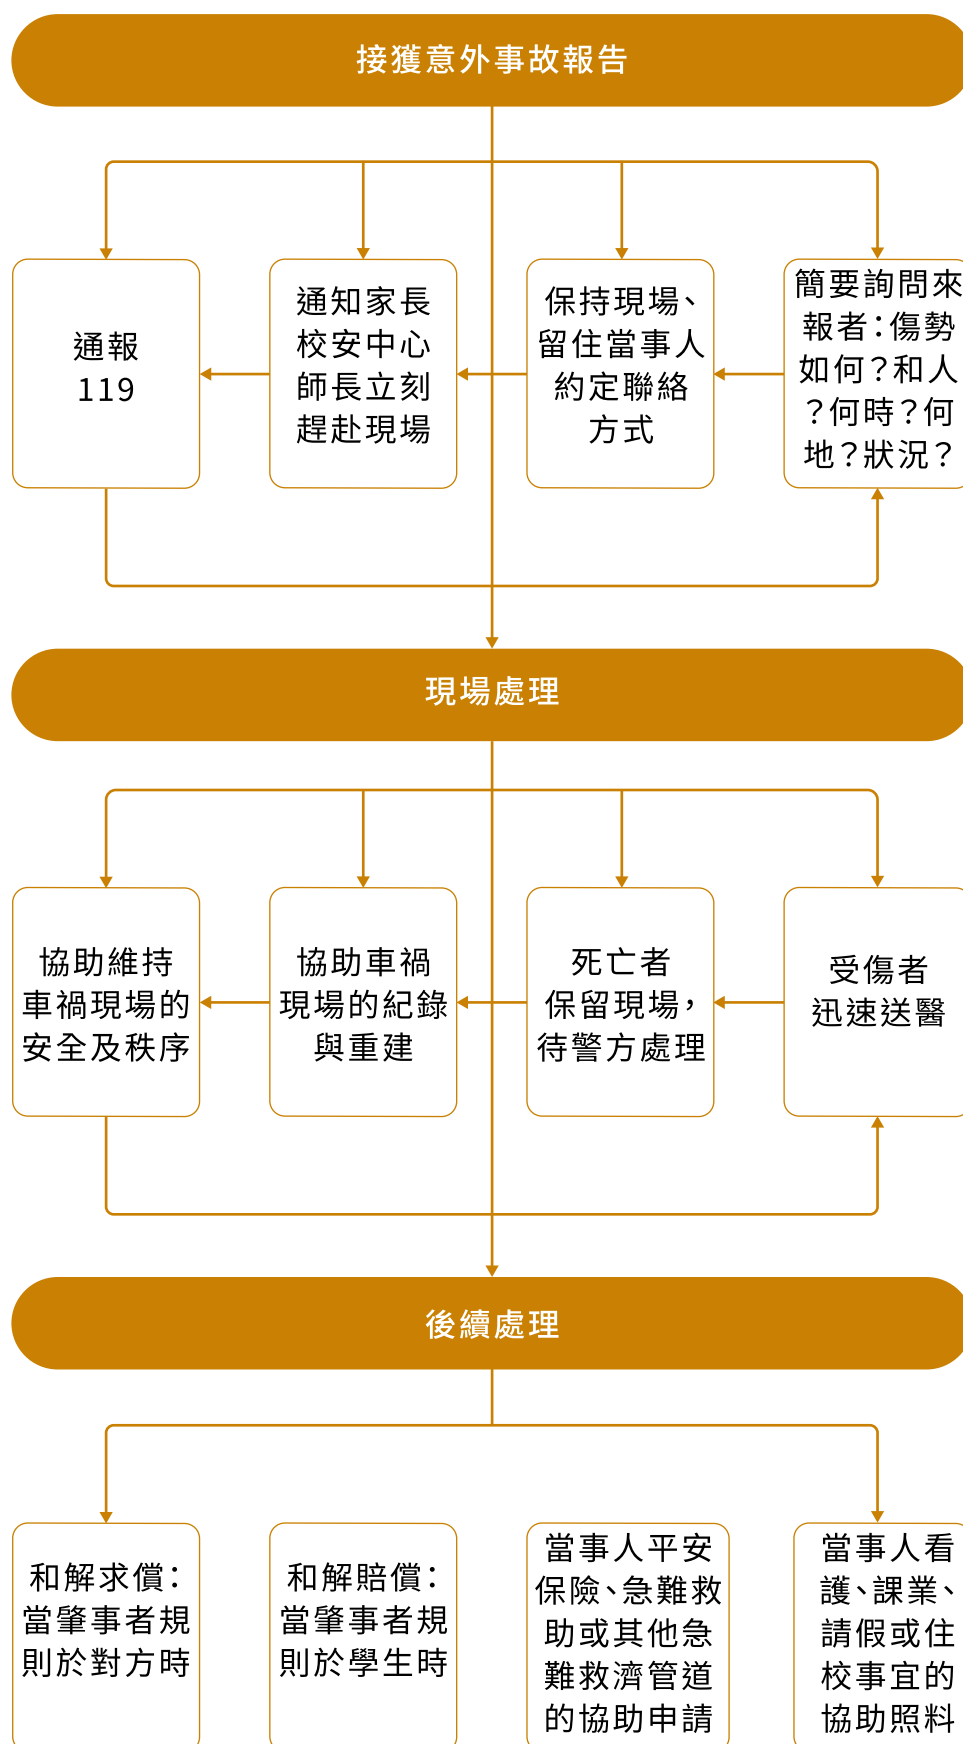 接獲意外事故報告
通報
119
通知家長
校安中心
師長立刻
趕赴現場
保持現場、
留住當事人
約定聯絡
方式
簡要詢問來
報者：傷勢
如何？和人
？何時？何
地？狀況？
現場處理
協助維持
車禍現場的
安全及秩序
協助車禍
現場的紀錄
與重建
死亡者
保留現場，
待警方處理
受傷者
迅速送醫
後續處理
和解求償：
當肇事者規
則於對方時
和解賠償：
當肇事者規
則於學生時
當事人平安
保險、急難救
助或其他急
難救濟管道
的協助申請
當事人看
護、課業、
請假或住
校事宜的
協助照料